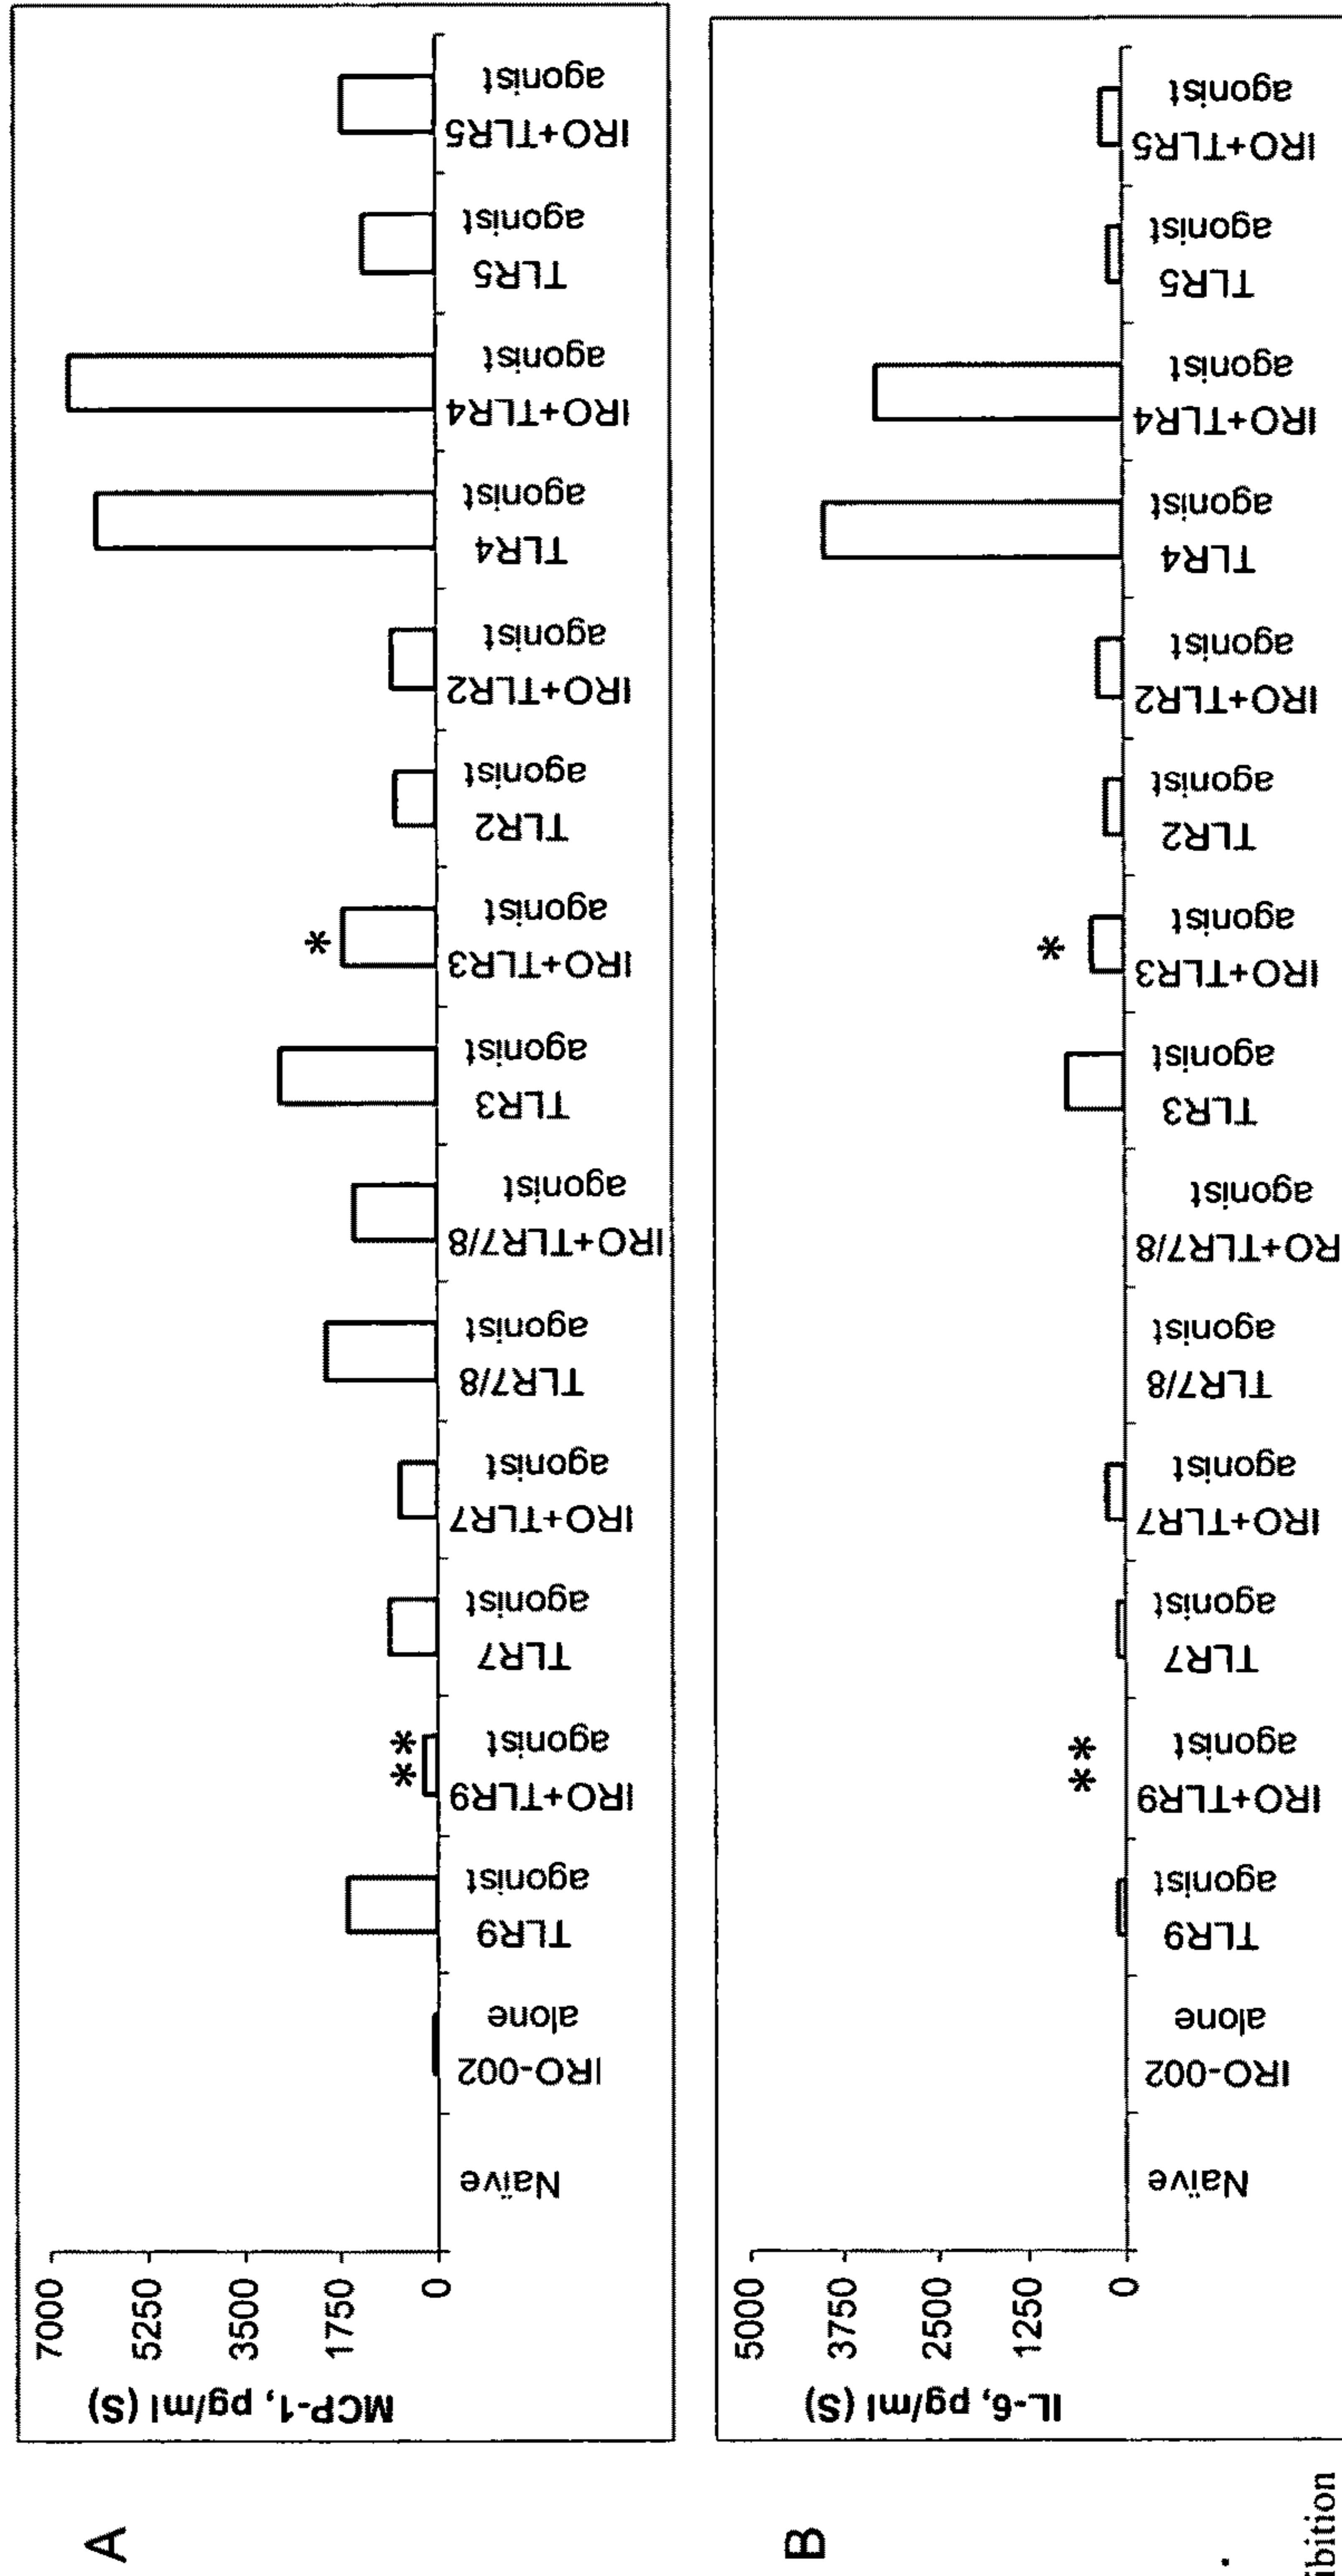 A
MCP-1, pg/ml (S)
7000
5250
3500
1750
0
Naïve
IRO-002
alone
TLR9
agonist
**
IRO+TLR9
agonist
TLR7
agonist
IRO+TLR7
agonist
TLR7/8
agonist
IRO+TLR7/8
agonist
TLR3
agonist
*
IRO+TLR3
agonist
TLR2
agonist
IRO+TLR2
agonist
TLR4
agonist
IRO+TLR4
agonist
TLR5
agonist
IRO+TLR5
agonist
B
IL-6, pg/ml (S)
5000
3750
2500
1250
0
Naïve
IRO-002
alone
TLR9
agonist
**
IRO+TLR9
agonist
TLR7
agonist
IRO+TLR7
agonist
TLR7/8
agonist
RO+TLR7/8
agonist
TLR3
agonist
*
IRO+TLR3
agonist
TLR2
agonist
IRO+TLR2
agonist
TLR4
agonist
IRO+TLR4
agonist
TLR5
agonist
IRO+TLR5
agonist
.
ibition